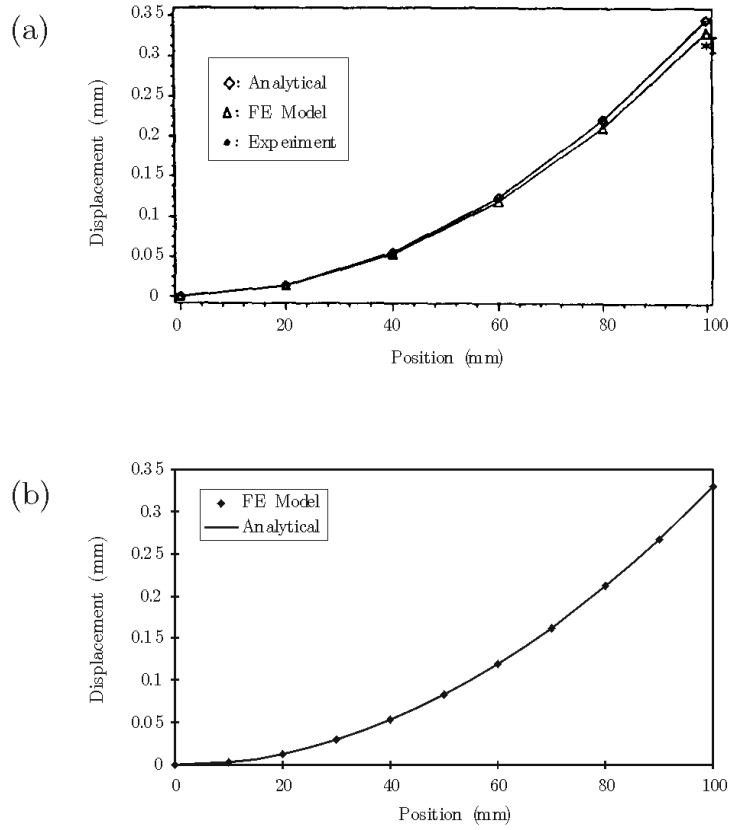 (a)
0.35
0.3
0.25
0.2
0.15
0.1
0.05
0
Displacement (mm)
◇: Analytical
△: FE Model
*: Experiment
0 20 40 60 80 100
Position (mm)
(b)
0.35
0.3
0.25
0.2
0.15
0.1
0.05
0
Displacement (mm)
FE Model
Analytical
0 20 40 60 80 100
Position (mm)